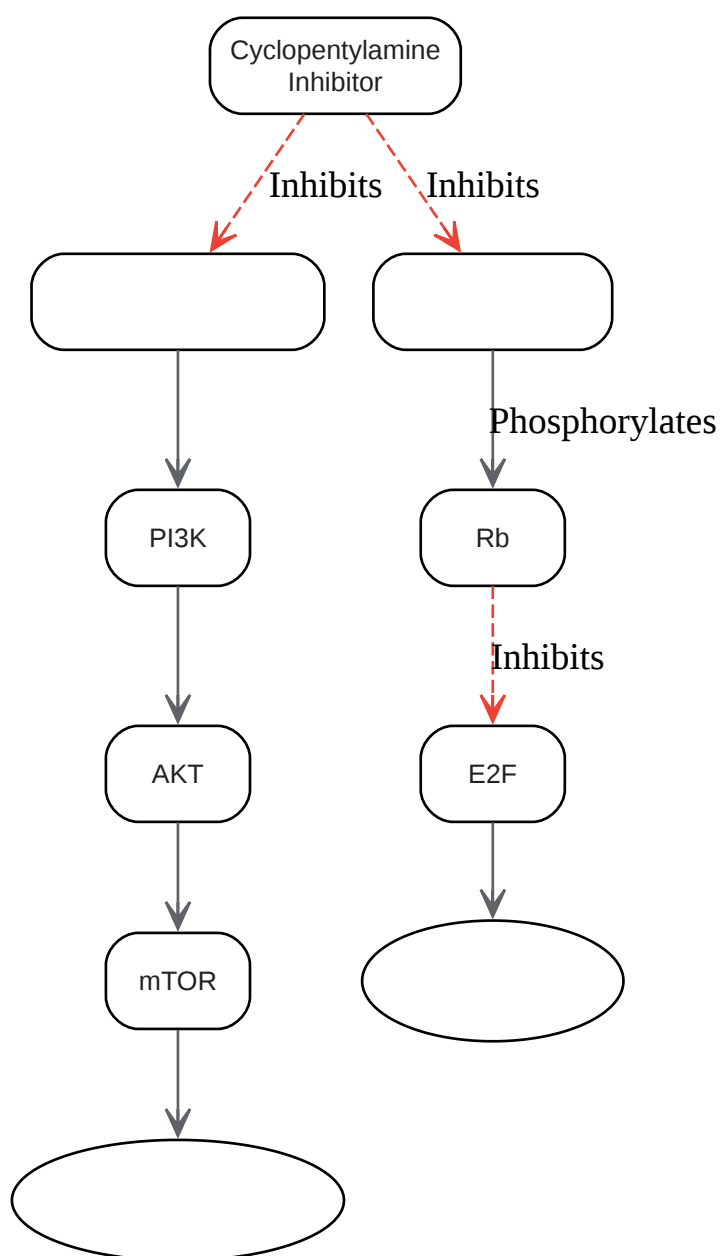 Cyclopentylamine
Inhibitor
Inhibits
Inhibits
Phosphorylates
PI3K
Rb
Inhibits
AKT
E2F
mTOR